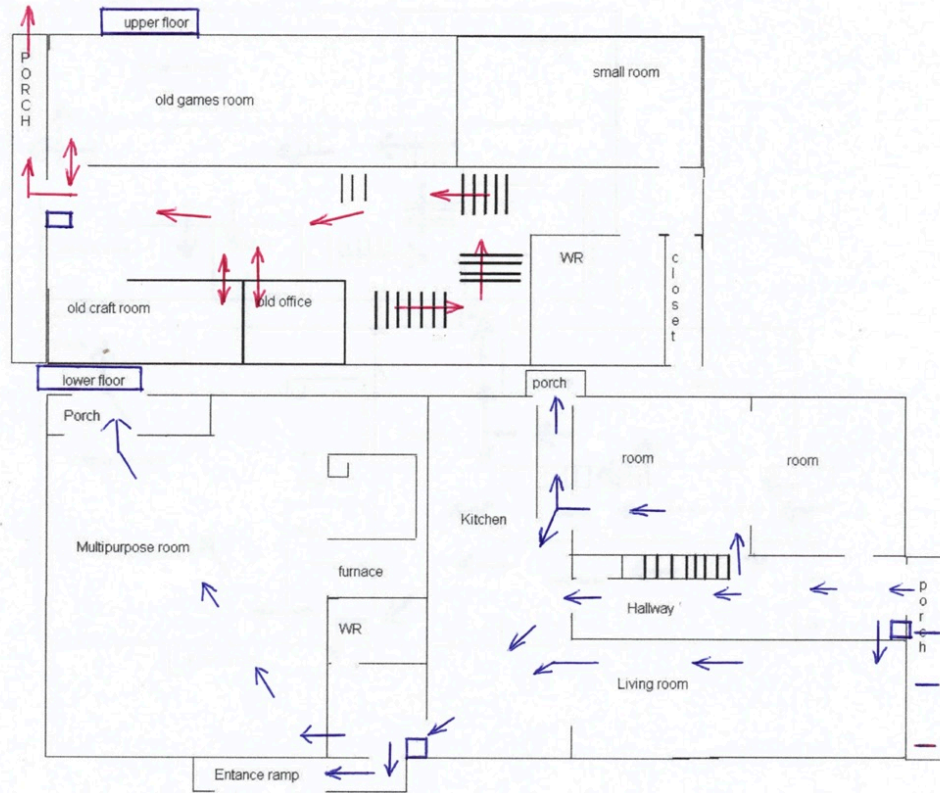 upper floor
PORCH
old games room
small room
WR
closet
old craft room
old office
lower floor
porch
Porch
room
room
Kitchen
Multipurpose room
furnace
porch
Hallway
WR
Living room
Entance ramp